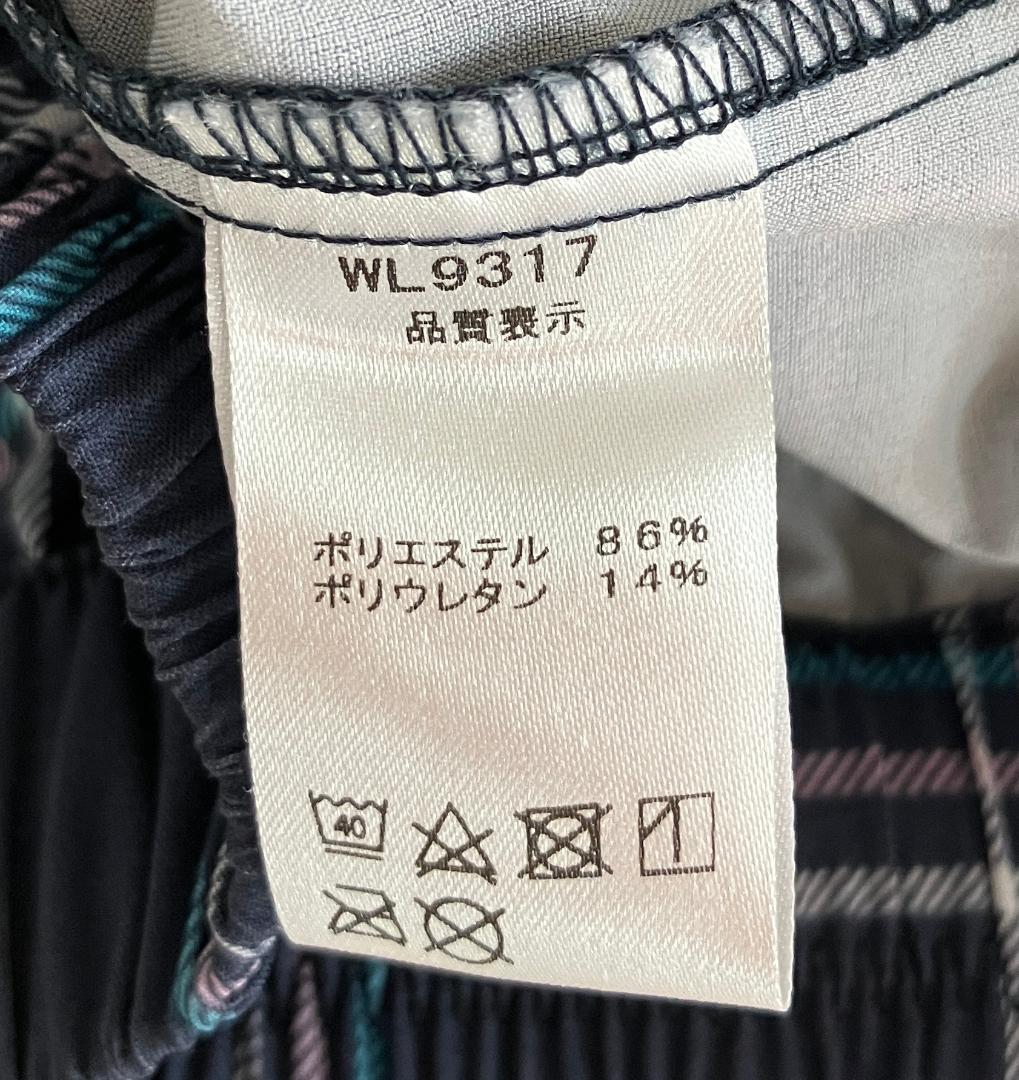 WL9317
品質表示
ポリエステル 86%
ポリウレタン 14%
40